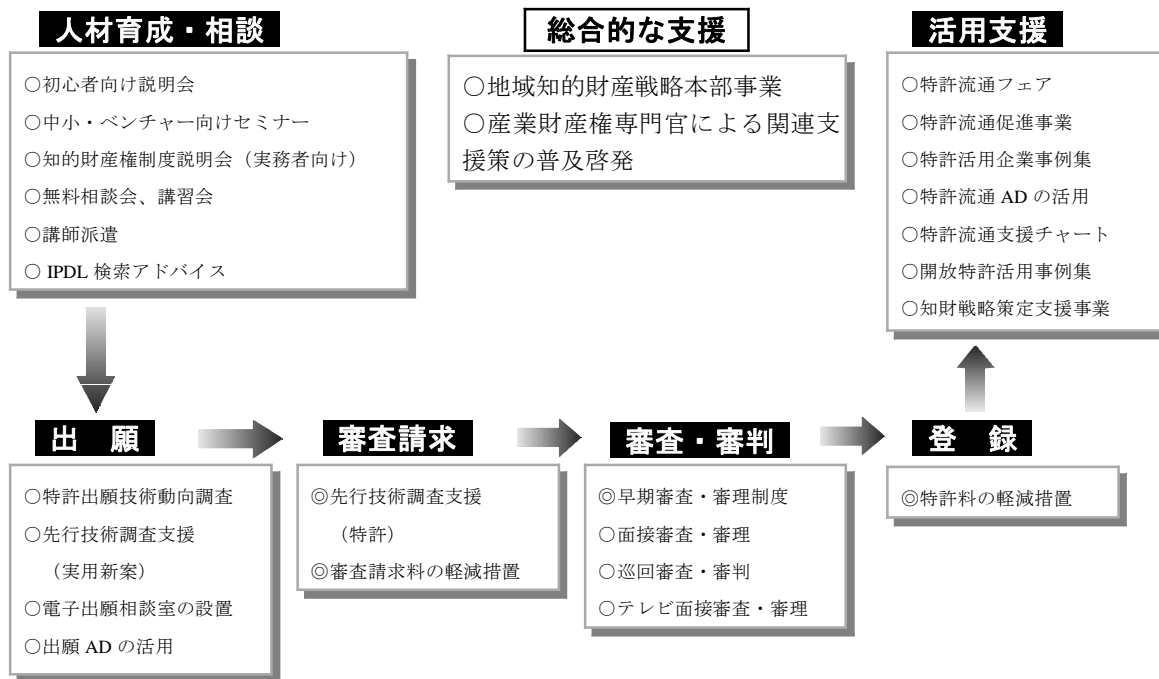 人材育成・相談
○初心者向け説明会
○中小・ベンチャー向けセミナー
○知的財産権制度説明会（実務者向け）
○無料相談会、講習会
○講師派遣
○ IPDL 検索アドバイス
総合的な支援
○地域知的財産戦略本部事業
○産業財産権専門官による関連支
援策の普及啓発
活用支援
○特許流通フェア
○特許流通促進事業
○特許活用企業事例集
○特許流通 AD の活用
○特許流通支援チャート
○開放特許活用事例集
○知財戦略策定支援事業
出　願
○特許出願技術動向調査
○先行技術調査支援
（実用新案）
○電子出願相談室の設置
○出願 AD の活用
審査請求
◎先行技術調査支援
（特許）
◎審査請求料の軽減措置
審査・審判
◎早期審査・審理制度
○面接審査・審理
○巡回審査・審判
○テレビ面接審査・審理
登　録
◎特許料の軽減措置